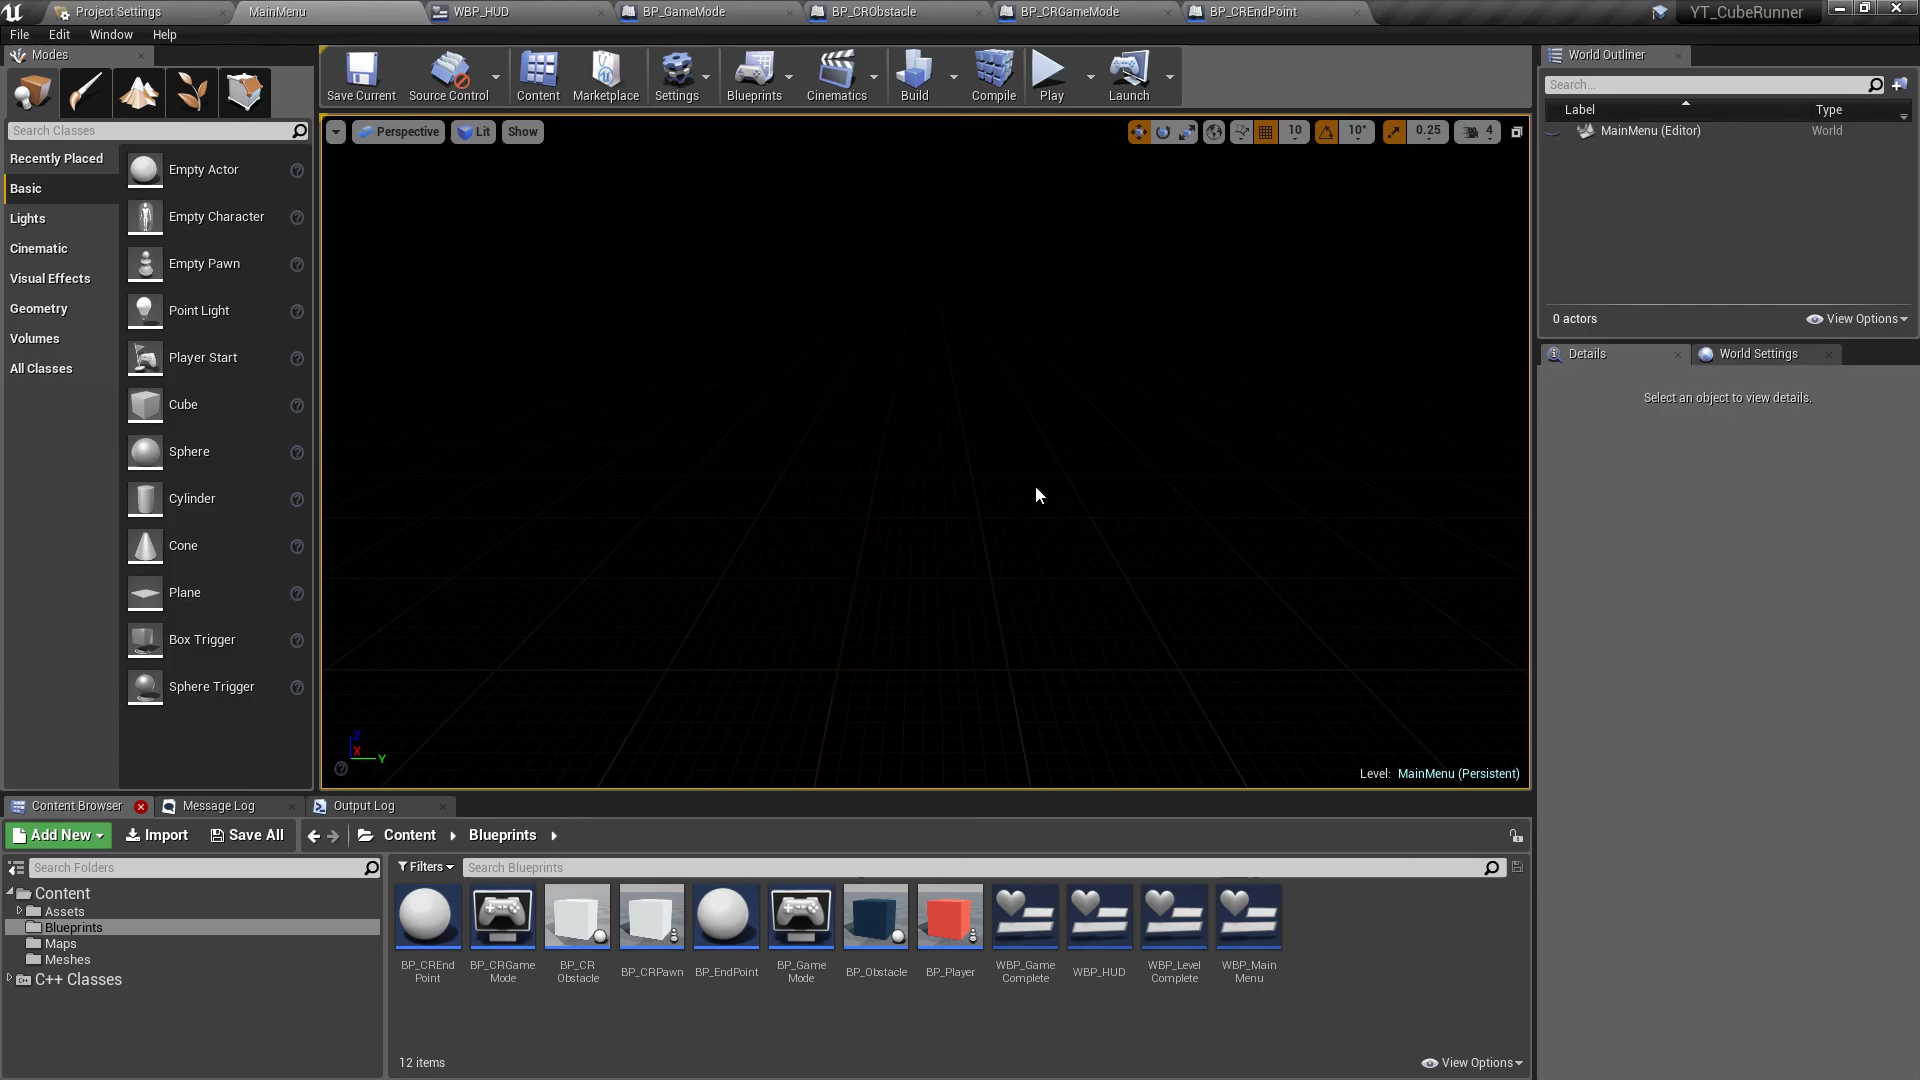 Project Settings
MainMenu
WBP_HUD
BP_GameMode
BP_CRObstacle
BP_CRGameMode
BP_CREndPoint
YT_CubeRunner
File Edit Window Help
Modes
Save Current
Source Control
Content
Marketplace
Settings
Blueprints
Cinematics
Build
Compile
Play
Launch
World Outliner
Search...
Label Type
MainMenu (Editor) World
0 actors
View Options
Details
World Settings
Select an object to view details.
Search Classes
Recently Placed
Basic
Lights
Cinematic
Visual Effects
Geometry
Volumes
All Classes
Empty Actor
Empty Character
Empty Pawn
Point Light
Player Start
Cube
Sphere
Cylinder
Cone
Plane
Box Trigger
Sphere Trigger
Perspective
Lit
Show
10
10°
0.25
4
Z
X
Y
Level: MainMenu (Persistent)
Content Browser
Message Log
Output Log
Add New
Import
Save All
Content
Blueprints
Search Folders
Filters
Search Blueprints
Content
Assets
Blueprints
Maps
Meshes
C++ Classes
BP_CREnd
Point
BP_CRGame
Mode
BP_CR
Obstacle
BP_CRPawn
BP_EndPoint
BP_Game
Mode
BP_Obstacle
BP_Player
WBP_Game
Complete
WBP_HUD
WBP_Level
Complete
WBP_Main
Menu
12 items
View Options